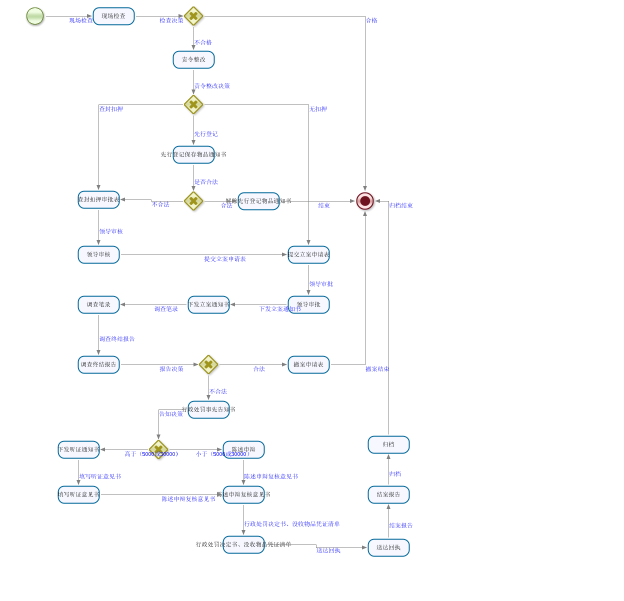 现场检查
现场检查
检查决策
合格
不合格
责令整改
责令整改决策
查封扣押
无扣押
先行登记
先行登记保存物品通知书
是否合法
查封扣押审批表
不合法
合法
解除先行登记物品通知书
结束
归档结束
领导审核
领导审核
提交立案申请表
提交立案申请表
领导审批
调查笔录
调查笔录
下发立案通知书
下发立案通知书
领导审批
调查终结报告
调查终结报告
报告决策
合法
撤案申请表
撤案结束
不合法
行政处罚事先告知书
告知决策
下发听证通知书
高于（5000或30000）
小于（5000或30000）
陈述申辩
归档
填写听证意见书
陈述申辩复核意见书
归档
填写听证意见书
陈述申辩复核意见书
陈述申辩复核意见书
结案报告
行政处罚决定书、没收物品凭证清单
结案报告
行政处罚决定书、没收物品凭证清单
送达回执
送达回执